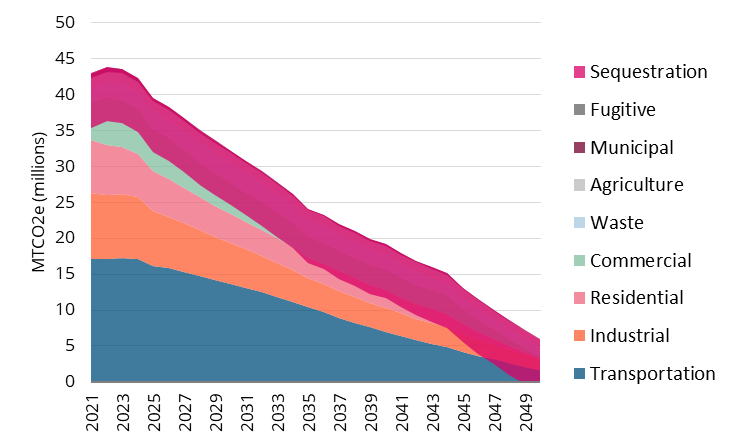 50
45
40
35
30
25
20
15
10
5
0
MTCO2e (millions)
2021
2023
2025
2027
2029
2031
2033
2035
2037
2039
2041
2043
2045
2047
2049
Sequestration
Fugitive
Municipal
Agriculture
Waste
Commercial
Residential
Industrial
Transportation